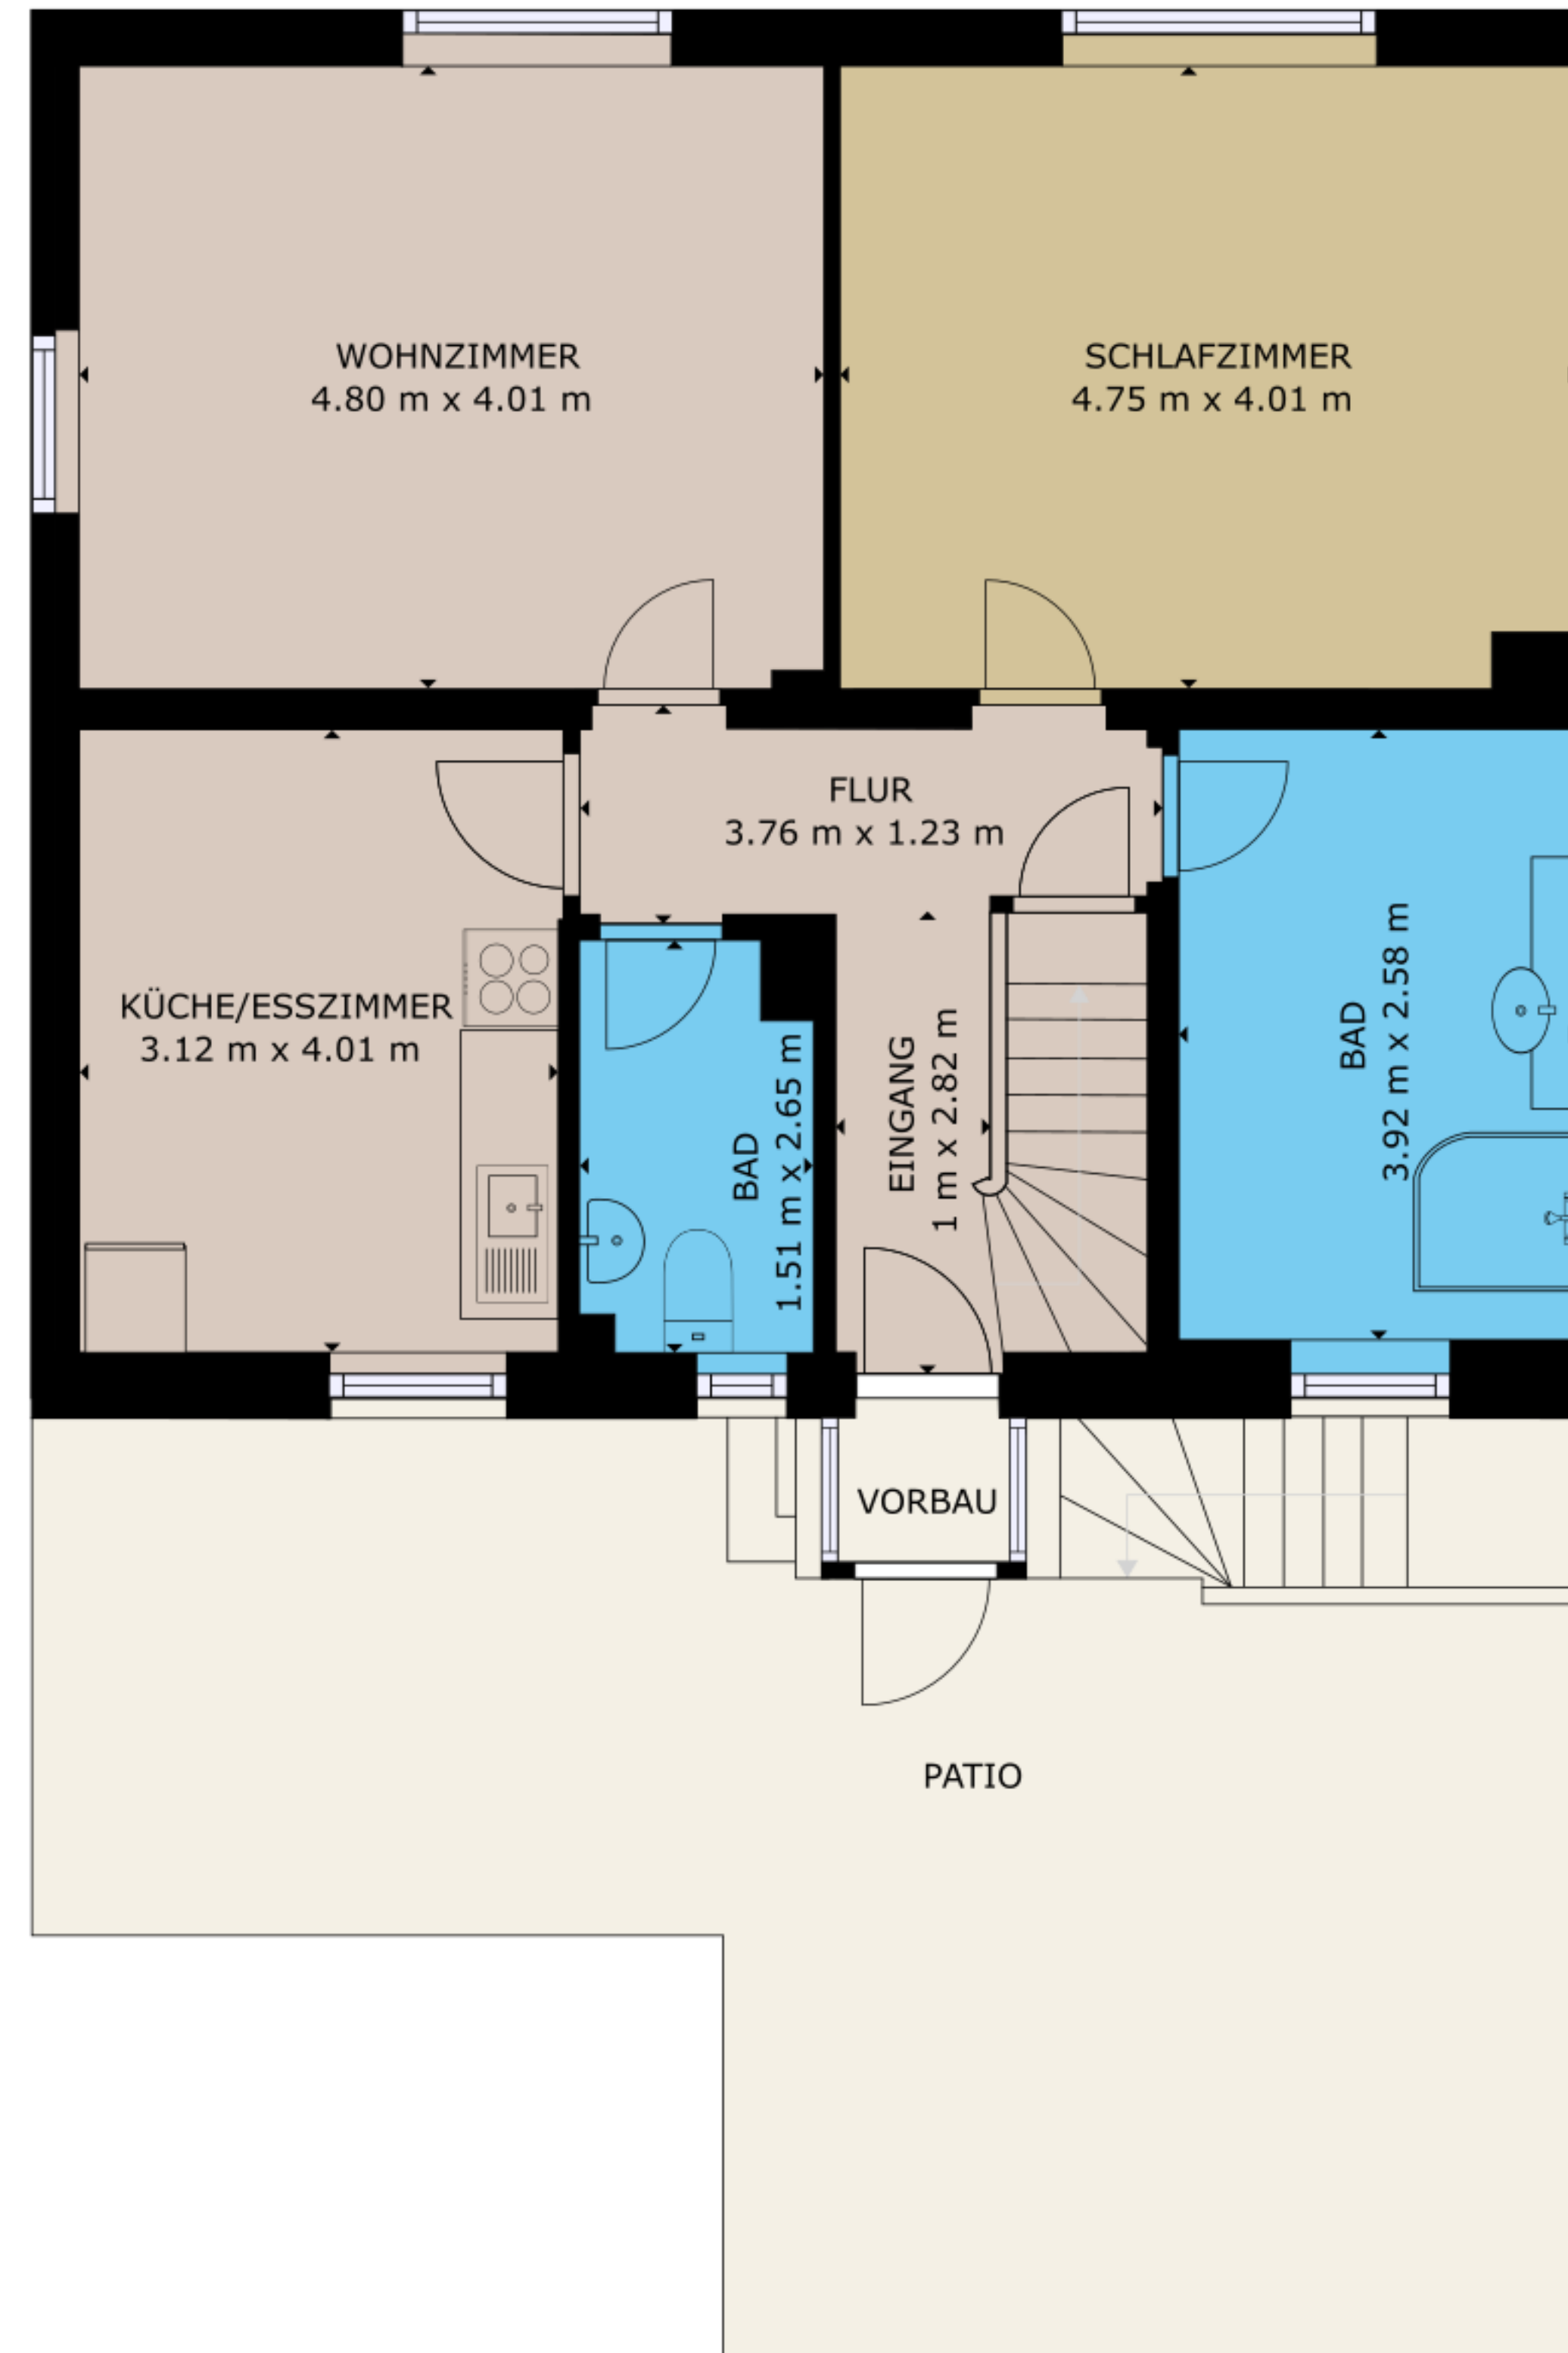 WOHNZIMMER
4.80 m x 4.01 m
SCHLAFZIMMER
4.75 m x 4.01 m
FLUR
3.76 m x 1.23 m
KÜCHE/ESSZIMMER
3.12 m x 4.01 m
BAD
1.51 m x 2.65 m
EINGANG
1 m x 2.82 m
BAD
3.92 m x 2.58 m
VORBAU
PATIO